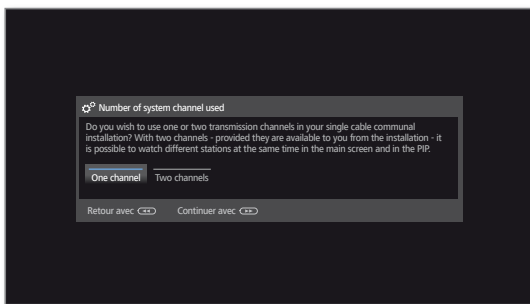 Number of system channel used
Do you wish to use one or two transmission channels in your single cable communal
installation? With two channels - provided they are available to you from the installation - it
is possible to watch different stations at the same time in the main screen and in the PIP.
One channel Two channels
Retour avec Continuer avec